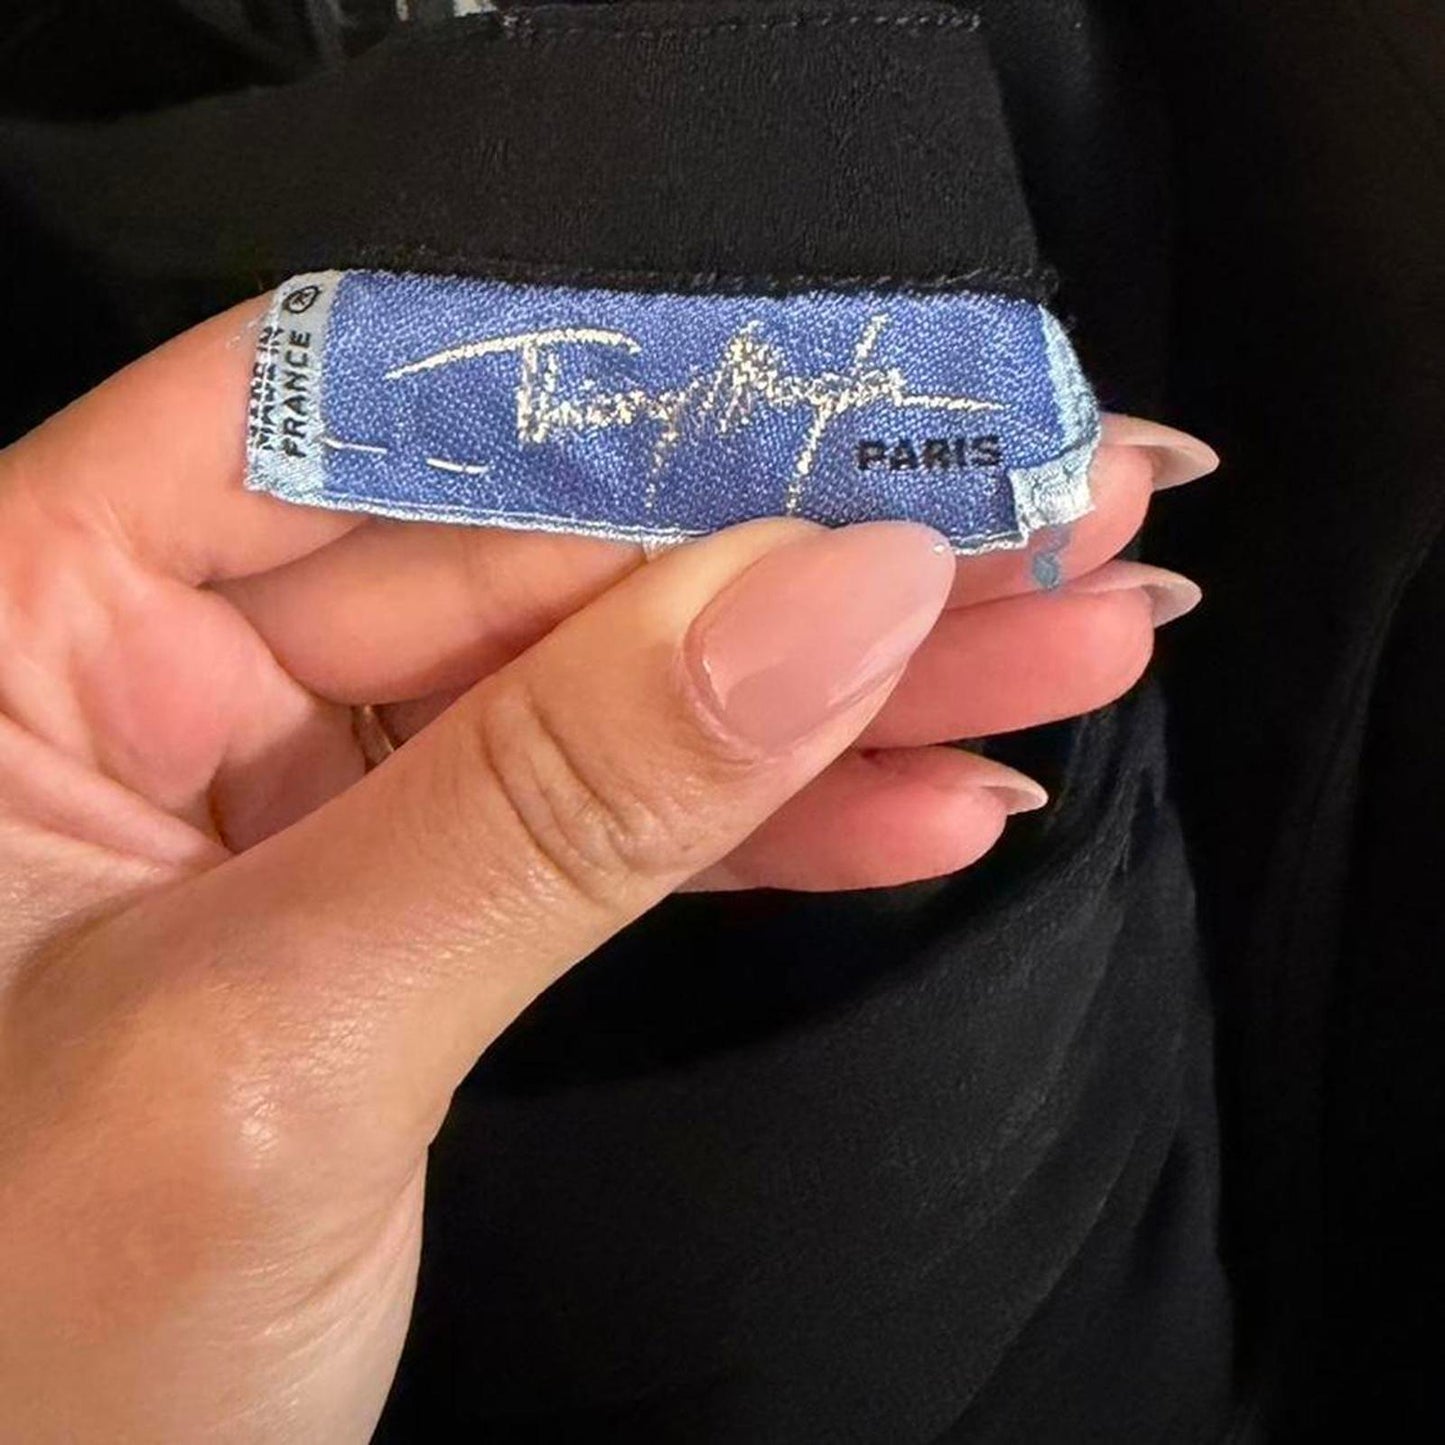 MADE IN
FRANCE ®
Thierry Mugler
PARIS